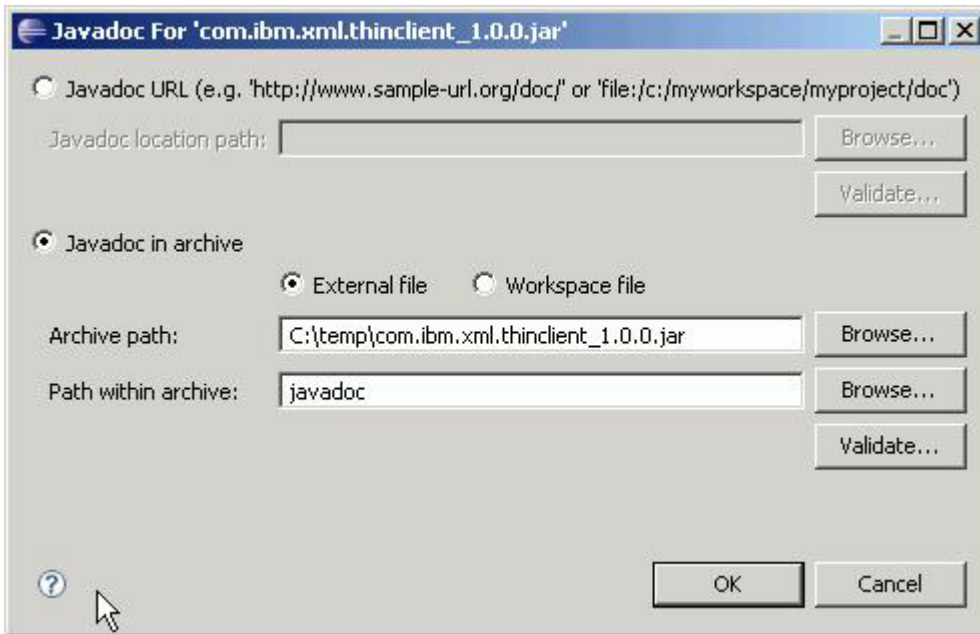 Javadoc For 'com.ibm.xml.thinclient_1.0.0.jar'
Javadoc URL (e.g. 'http://www.sample-url.org/doc/' or 'file:/c:/myworkspace/myproject/doc')
Javadoc location path: Browse...
Validate...
Javadoc in archive
External file Workspace file
Archive path: C:\temp\com.ibm.xml.thinclient_1.0.0.jar Browse...
Path within archive: javadoc Browse...
Validate...
? OK Cancel